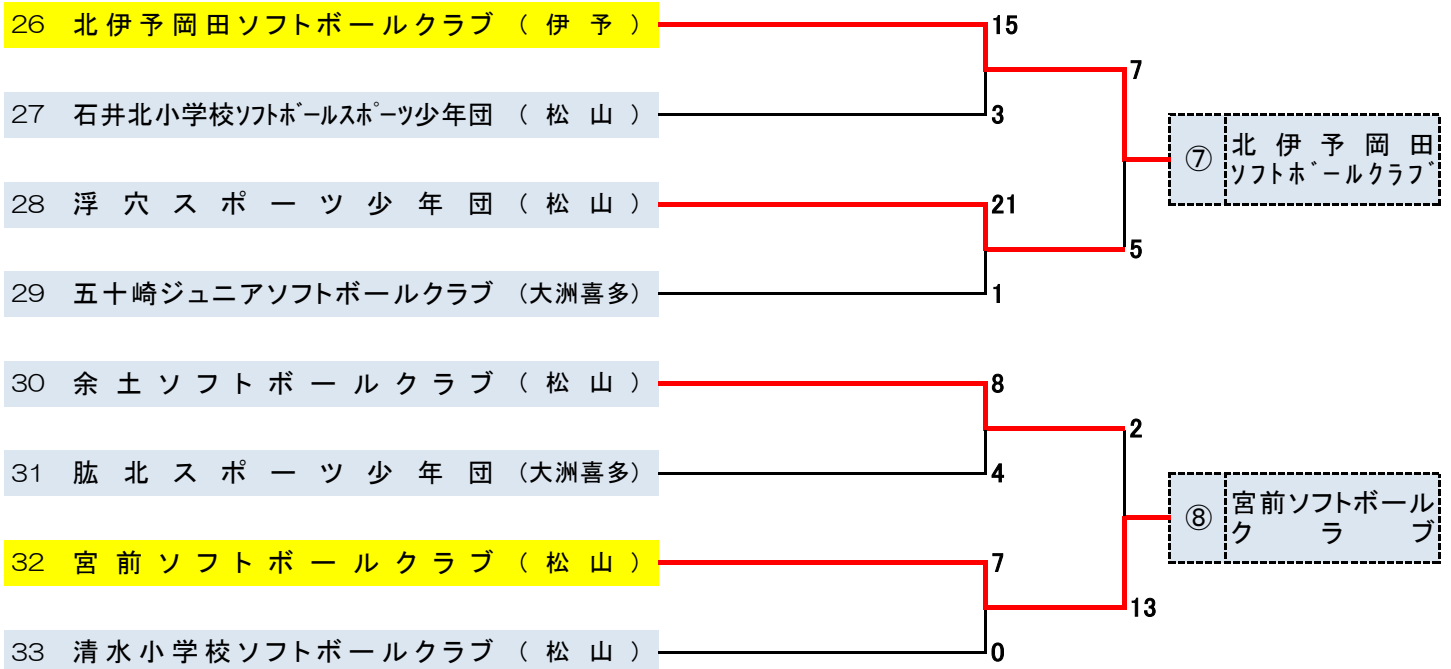 26 北伊予岡田ソフトボールクラブ （ 伊 予 ） 15
7
27 石井北小学校ｿﾌﾄﾎﾞｰﾙｽﾎﾟｰﾂ少年団 （ 松 山 ） 3
⑦ 北伊予岡田
ｿﾌﾄﾎﾞｰﾙｸﾗﾌﾞ
28 浮穴スポーツ少年団 （ 松 山 ） 21
5
29 五十崎ジュニアソフトボールクラブ （大洲喜多） 1
30 余土ソフトボールクラブ （ 松 山 ） 8
2
31 肱北スポーツ少年団 （大洲喜多） 4
⑧ 宮前ソフトボール
クラブ
32 宮前ソフトボールクラブ （ 松 山 ） 7
13
33 清水小学校ソフトボールクラブ （ 松 山 ） 0